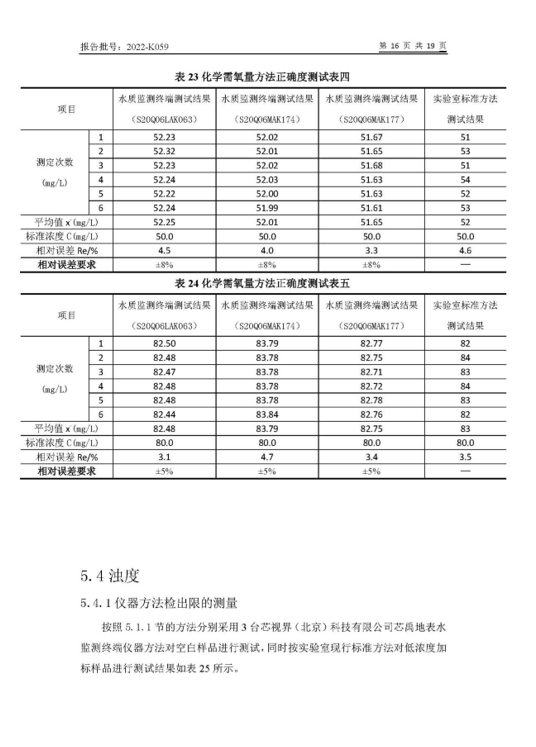 报告批号：2022-K059 第 16 页 共 19 页
表 23 化学需氧量方法正确度测试表四
项目 水质监测终端测试结果 水质监测终端测试结果 水质监测终端测试结果 实验室标准方法
（S20Q06LAK063） （S20Q06MAK174） （S20Q06MAK177） 测试结果
测定次数
(mg/L)
1 52.23 52.02 51.67 51
2 52.32 52.01 51.65 53
3 52.23 52.02 51.68 51
4 52.24 52.03 51.63 54
5 52.22 52.00 51.63 52
6 52.24 51.99 51.61 53
平均值 x (mg/L) 52.25 52.01 51.65 52
标准浓度 C(mg/L) 50.0 50.0 50.0 50.0
相对误差 Re/% 4.5 4.0 3.3 4.6
相对误差要求 ±8% ±8% ±8% —
表 24 化学需氧量方法正确度测试表五
项目 水质监测终端测试结果 水质监测终端测试结果 水质监测终端测试结果 实验室标准方法
（S20Q06LAK063） （S20Q06MAK174） （S20Q06MAK177） 测试结果
测定次数
(mg/L)
1 82.50 83.79 82.77 82
2 82.48 83.78 82.75 84
3 82.47 83.78 82.71 83
4 82.48 83.78 82.72 84
5 82.48 83.78 82.78 83
6 82.44 83.84 82.76 82
平均值 x (mg/L) 82.48 83.79 82.75 83
标准浓度 C(mg/L) 80.0 80.0 80.0 80.0
相对误差 Re/% 3.1 4.7 3.4 3.5
相对误差要求 ±5% ±5% ±5% —
5.4 浊度
5.4.1 仪器方法检出限的测量
按照 5.1.1 节的方法分别采用 3 台芯视界（北京）科技有限公司芯禹地表水
监测终端仪器方法对空白样品进行测试，同时按实验室现行标准方法对低浓度加
标样品进行测试结果如表 25 所示。